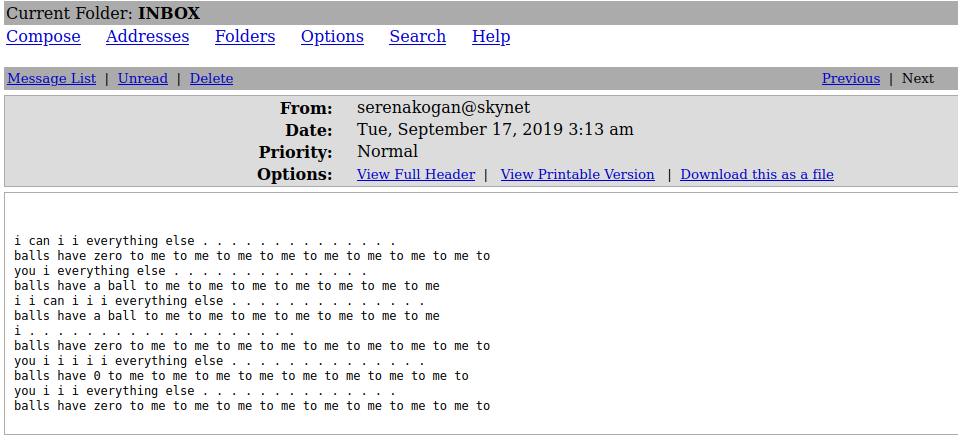 Current Folder: INBOX
Compose Addresses Folders Options Search Help
Message List | Unread | Delete Previous | Next
From: serenakogan@skynet
Date: Tue, September 17, 2019 3:13 am
Priority: Normal
Options: View Full Header | View Printable Version | Download this as a file
i can i i everything else . . . . . . . . . . . . . .
balls have zero to me to me to me to me to me to me to me to me to
you i everything else . . . . . . . . . . . . . .
balls have a ball to me to me to me to me to me to me to me
i i can i i i everything else . . . . . . . . . . . . . .
balls have a ball to me to me to me to me to me to me to me
i . . . . . . . . . . . . . . . . . . .
balls have zero to me to me to me to me to me to me to me to me to
you i i i i i everything else . . . . . . . . . . . . . .
balls have 0 to me to me to me to me to me to me to me to me to
you i i i everything else . . . . . . . . . . . . . .
balls have zero to me to me to me to me to me to me to me to me to